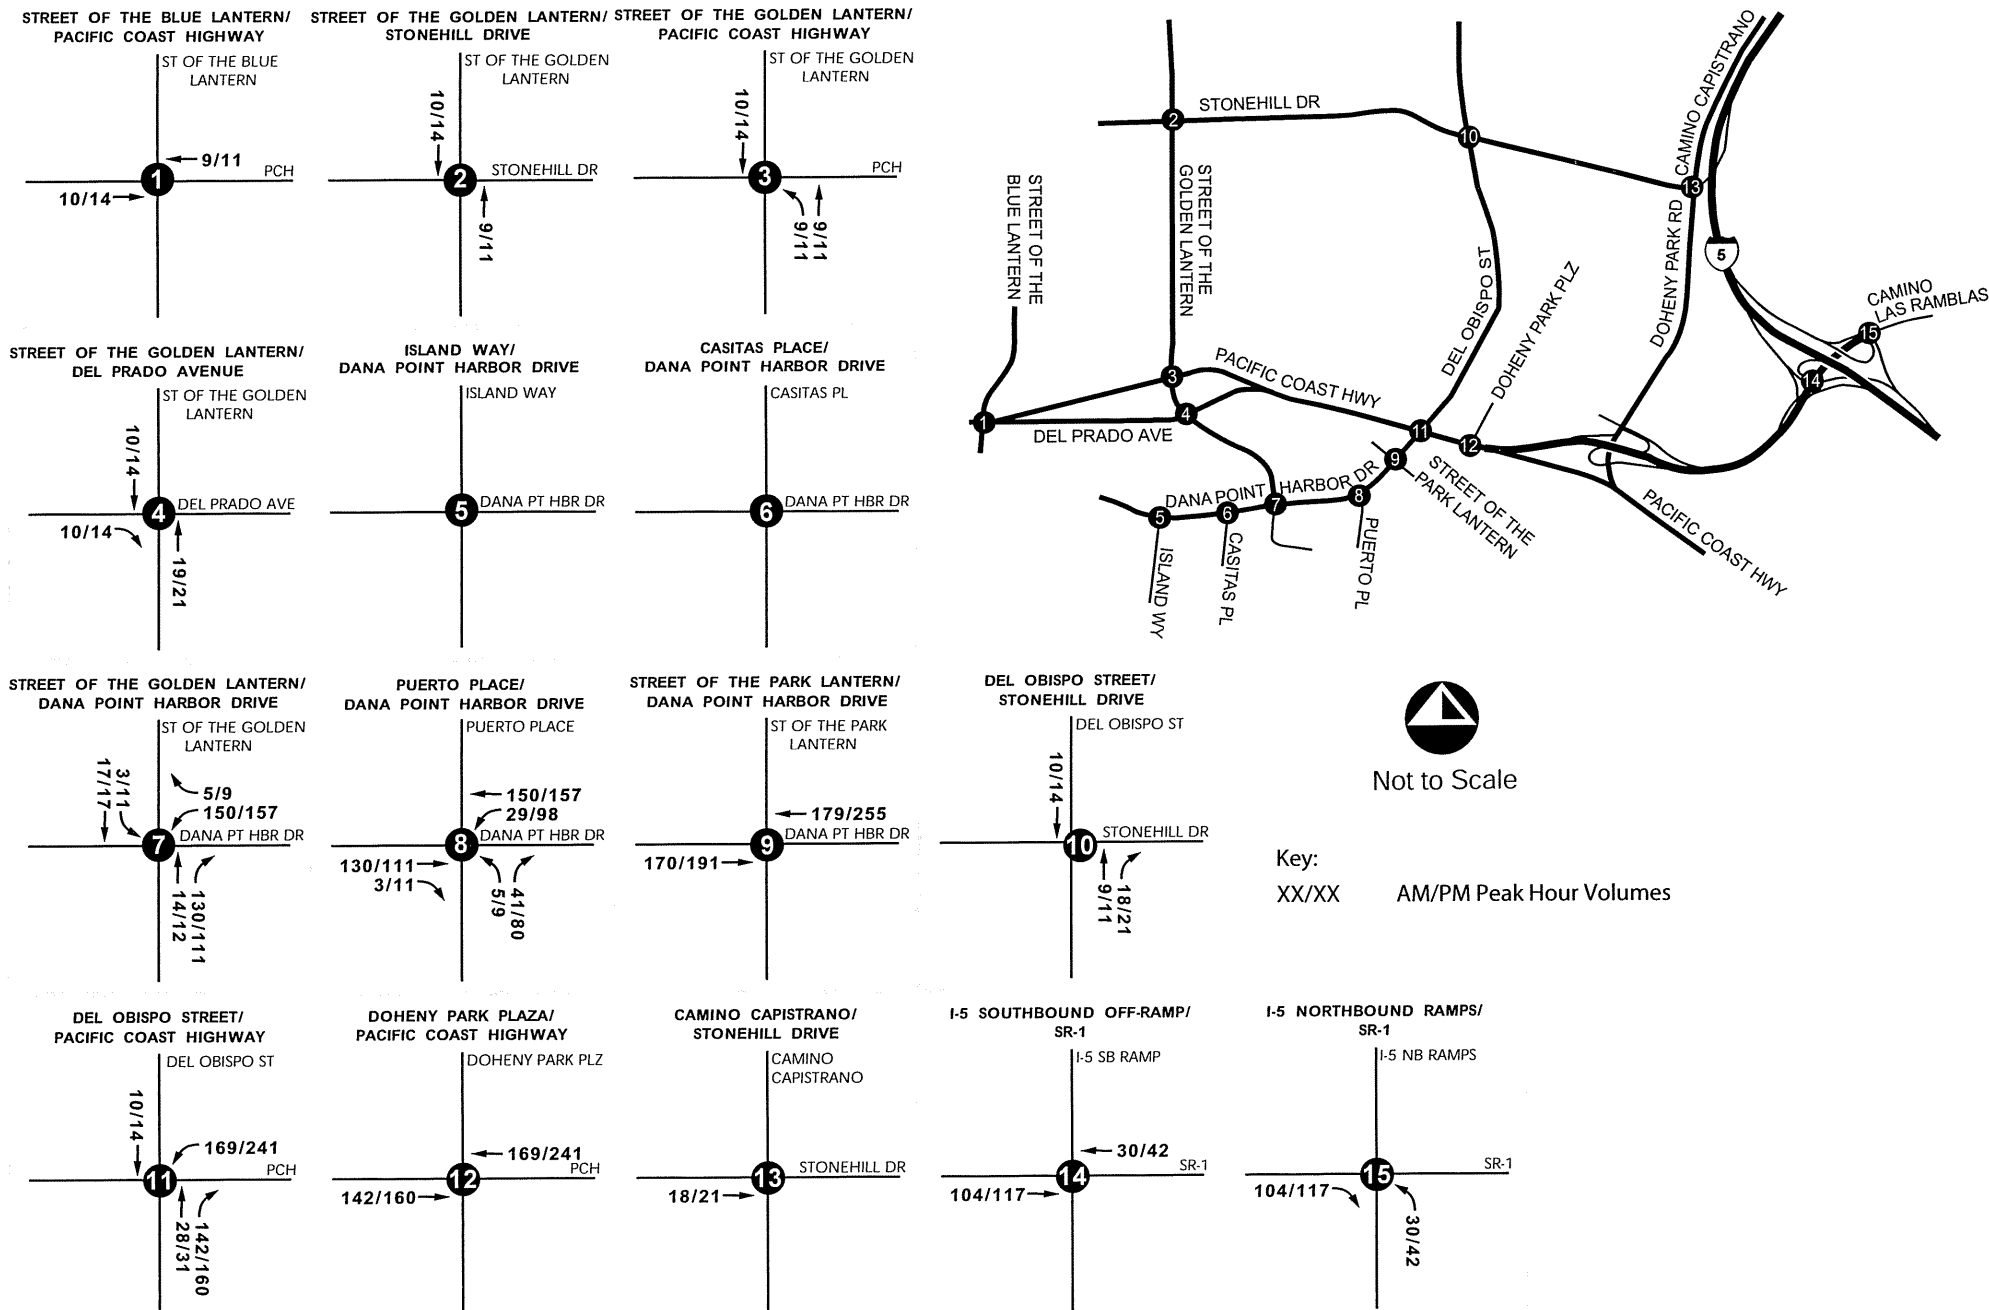 STREET OF THE BLUE LANTERN/
PACIFIC COAST HIGHWAY
ST OF THE BLUE
LANTERN
9/11
PCH
1
10/14
STREET OF THE GOLDEN LANTERN/
STONEHILL DRIVE
ST OF THE GOLDEN
LANTERN
10/14
STONEHILL DR
2
9/11
STREET OF THE GOLDEN LANTERN/
PACIFIC COAST HIGHWAY
ST OF THE GOLDEN
LANTERN
10/14
PCH
3
9/11
9/11
STREET OF THE GOLDEN LANTERN/
DEL PRADO AVENUE
ST OF THE GOLDEN
LANTERN
10/14
DEL PRADO AVE
4
10/14
19/21
ISLAND WAY/
DANA POINT HARBOR DRIVE
ISLAND WAY
DANA PT HBR DR
5
CASITAS PLACE/
DANA POINT HARBOR DRIVE
CASITAS PL
DANA PT HBR DR
6
CAMINO CAPISTRANO
STONEHILL DR
2
10
13
STREET OF THE
BLUE LANTERN
STREET OF THE
GOLDEN LANTERN
DEL OBISPO ST
DOHENY PARK PLZ
DOHENY PARK RD
5
CAMINO
LAS RAMBLAS
15
14
3
PACIFIC COAST HWY
1
4
DEL PRADO AVE
11
12
9
STREET OF THE
PARK LANTERN
DANA POINT HARBOR DR
5
6
7
8
PACIFIC COAST HWY
ISLAND WY
CASITAS PL
PUERTO PL
STREET OF THE GOLDEN LANTERN/
DANA POINT HARBOR DRIVE
ST OF THE GOLDEN
LANTERN
17/17
3/11
5/9
150/157
DANA PT HBR DR
7
14/12
130/111
PUERTO PLACE/
DANA POINT HARBOR DRIVE
PUERTO PLACE
150/157
29/98
DANA PT HBR DR
8
130/111
3/11
5/9
41/80
STREET OF THE PARK LANTERN/
DANA POINT HARBOR DRIVE
ST OF THE PARK
LANTERN
179/255
DANA PT HBR DR
9
170/191
DEL OBISPO STREET/
STONEHILL DRIVE
DEL OBISPO ST
10/14
STONEHILL DR
10
9/11
18/21
Not to Scale
Key:
XX/XX AM/PM Peak Hour Volumes
DEL OBISPO STREET/
PACIFIC COAST HIGHWAY
DEL OBISPO ST
10/14
169/241
PCH
11
28/31
142/160
DOHENY PARK PLAZA/
PACIFIC COAST HIGHWAY
DOHENY PARK PLZ
169/241
PCH
12
142/160
CAMINO CAPISTRANO/
STONEHILL DRIVE
CAMINO
CAPISTRANO
STONEHILL DR
13
18/21
I-5 SOUTHBOUND OFF-RAMP/
SR-1
I-5 SB RAMP
30/42
SR-1
14
104/117
I-5 NORTHBOUND RAMPS/
SR-1
I-5 NB RAMPS
SR-1
15
104/117
30/42